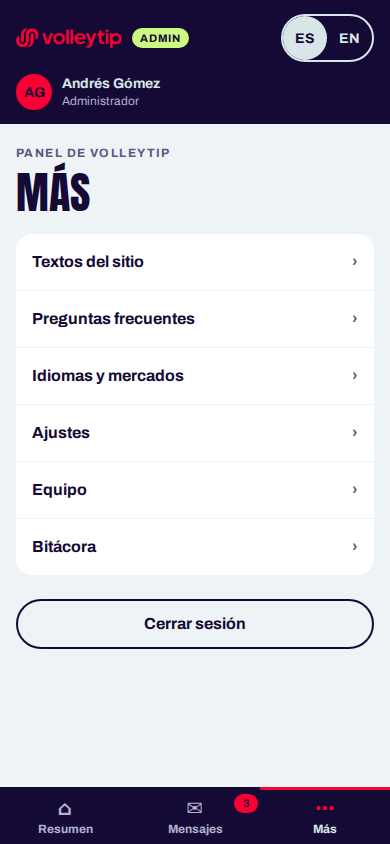 volleytip ADMIN ES EN
AG Andrés Gómez
Administrador
PANEL DE VOLLEYTIP
MÁS
Textos del sitio ›
Preguntas frecuentes ›
Idiomas y mercados ›
Ajustes ›
Equipo ›
Bitácora ›
Cerrar sesión
3
Resumen Mensajes Más